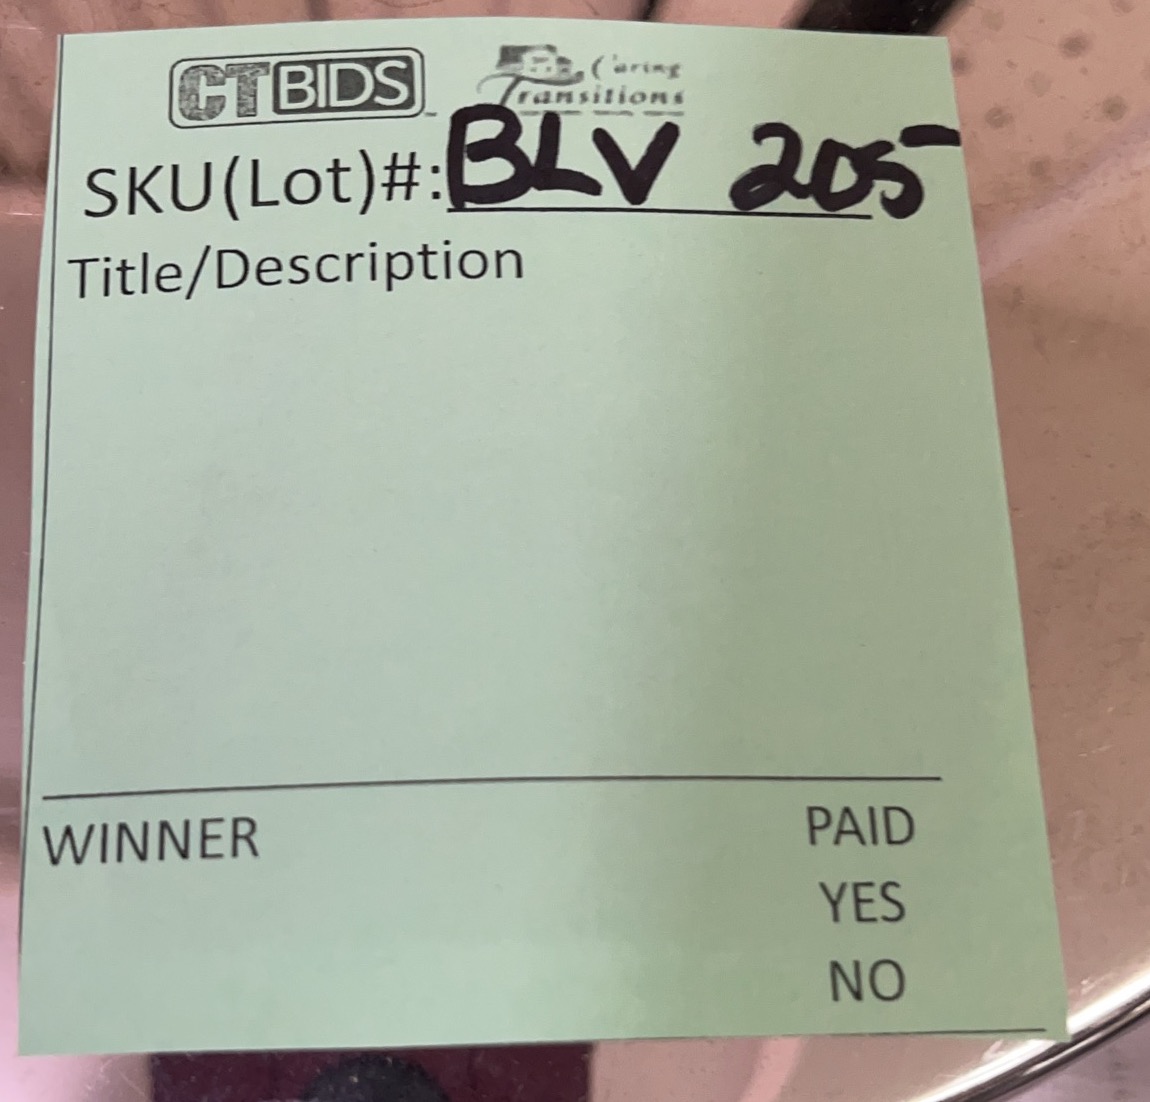 CTBIDS Caring
Transitions
SKU(Lot)#: BLV 205
Title/Description
WINNER PAID
YES
NO